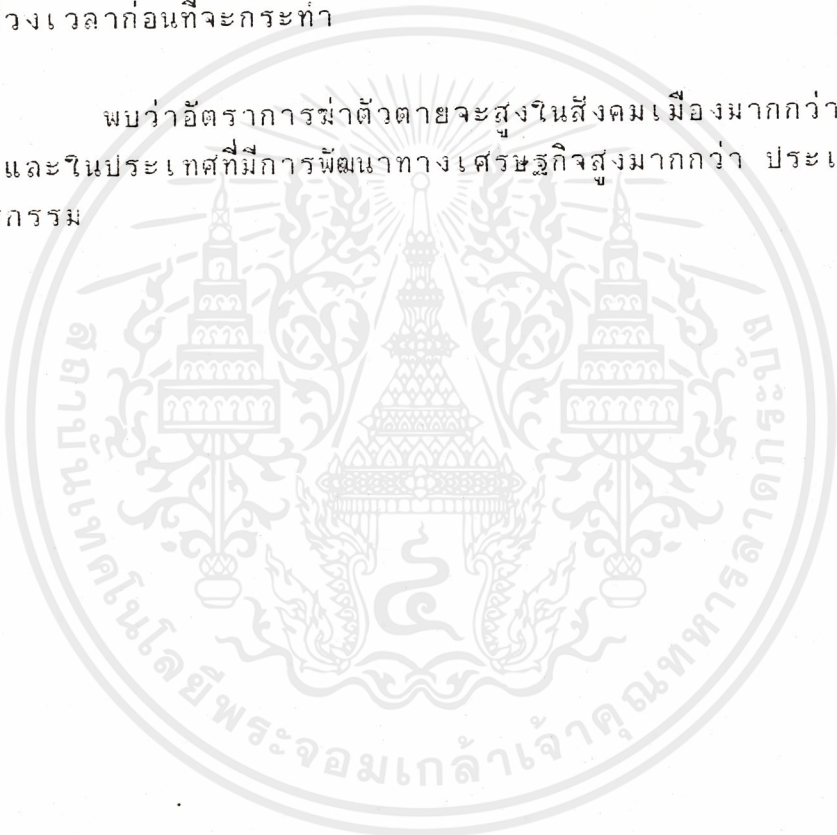 วงเวลาก่อนที่จะกระทำ
พบว่าอัตราการฆ่าตัวตายจะสูงในสังคมเมืองมากกว่า
และในประเทศที่มีการพัฒนาทางเศรษฐกิจสูงมากกว่า ประเ
กรรม
สถาบันเทคโนโลยีพระจอมเกล้าเจ้าคุณทหารลาดกระบัง